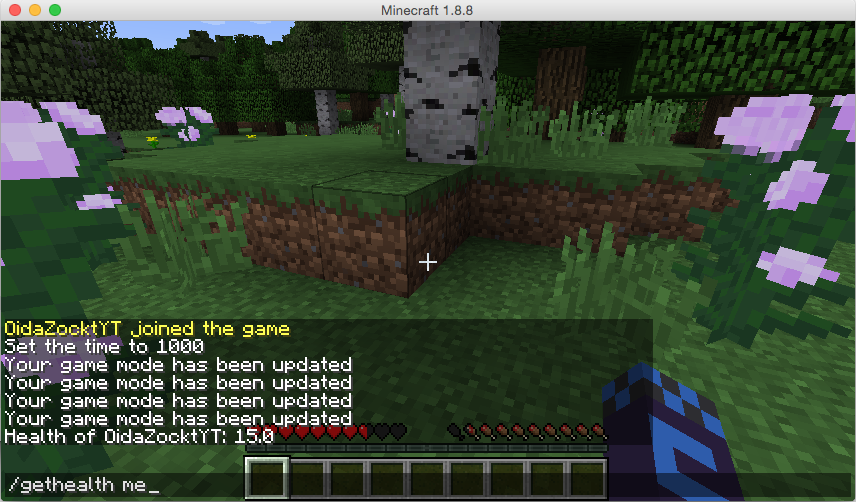 Minecraft 1.8.8
OidaZocktYT joined the game
Set the time to 1000
Your game mode has been updated
Your game mode has been updated
Your game mode has been updated
Your game mode has been updated
Health of OidaZocktYT: 15.0
/gethealth me_